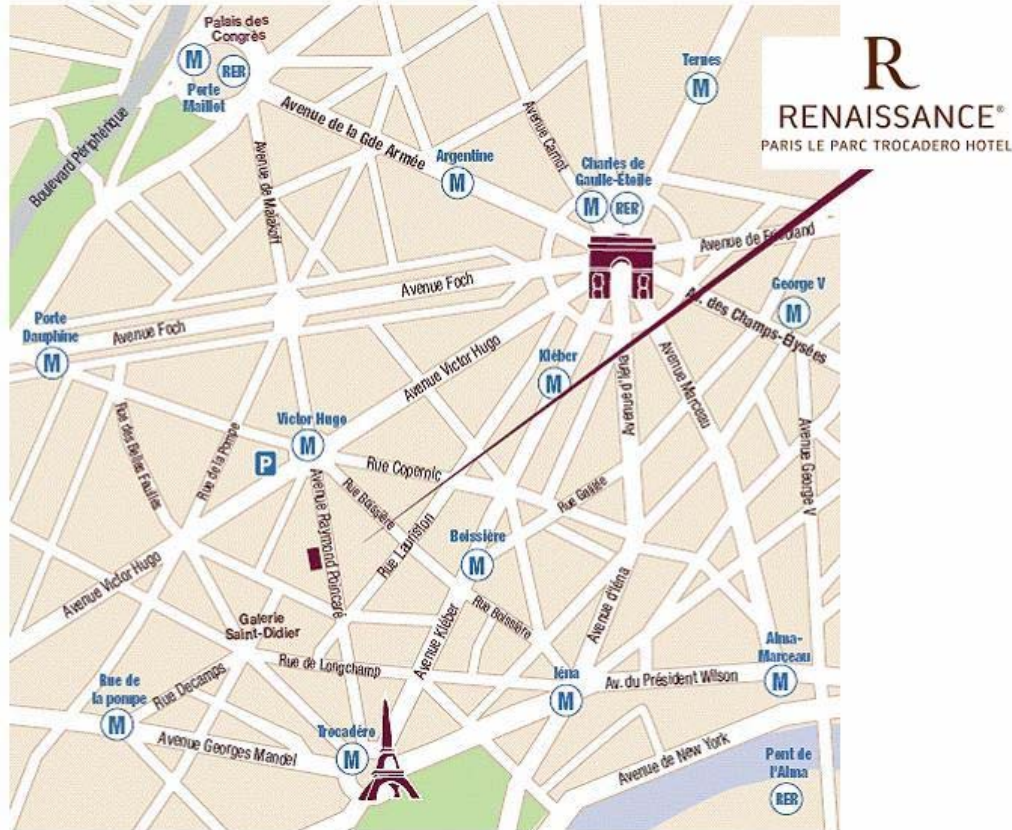 Palais des
Congrès
M
RER
Porte
Maillot
Ternes
M
R
RENAISSANCE®
PARIS LE PARC TROCADERO HOTEL
Boulevard Périphérique
Avenue de la Gde Armée
Avenue Carnot
Argentine
M
Charles de
Gaulle-Étoile
M
RER
Avenue de Malakoff
Avenue de Friedland
Avenue Foch
George V
M
Porte
Dauphine
M
Avenue Foch
Av. des Champs-Élysées
Kléber
M
Avenue Victor Hugo
Avenue d'Iéna
Avenue Marceau
Victor Hugo
M
P
Rue des Belles Feuilles
Rue de la Pompe
Rue Copernic
Avenue George V
Rue Boissière
Avenue Raymond Poincaré
Rue Galilée
Rue Lauriston
Boissière
M
Avenue Victor Hugo
Avenue d'Iéna
Rue Boissière
Avenue Kléber
Galerie
Saint-Didier
Rue de Longchamp
Alma-
Marceau
M
Iéna
M
Av. du Président Wilson
Rue de
la pompe
M
Rue Decamps
Trocadéro
M
Avenue Georges Mandel
Avenue de New York
Pont de
l'Alma
RER